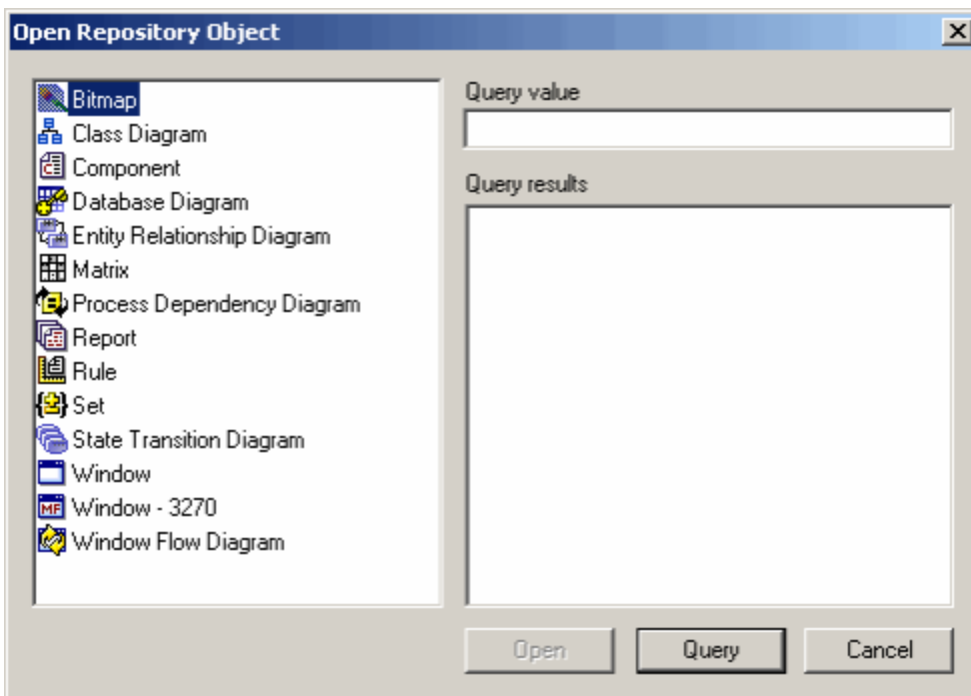 Open Repository Object
Bitmap
Class Diagram
Component
Database Diagram
Entity Relationship Diagram
Matrix
Process Dependency Diagram
Report
Rule
Set
State Transition Diagram
Window
MF Window - 3270
Window Flow Diagram
Query value
Query results
Open
Query
Cancel